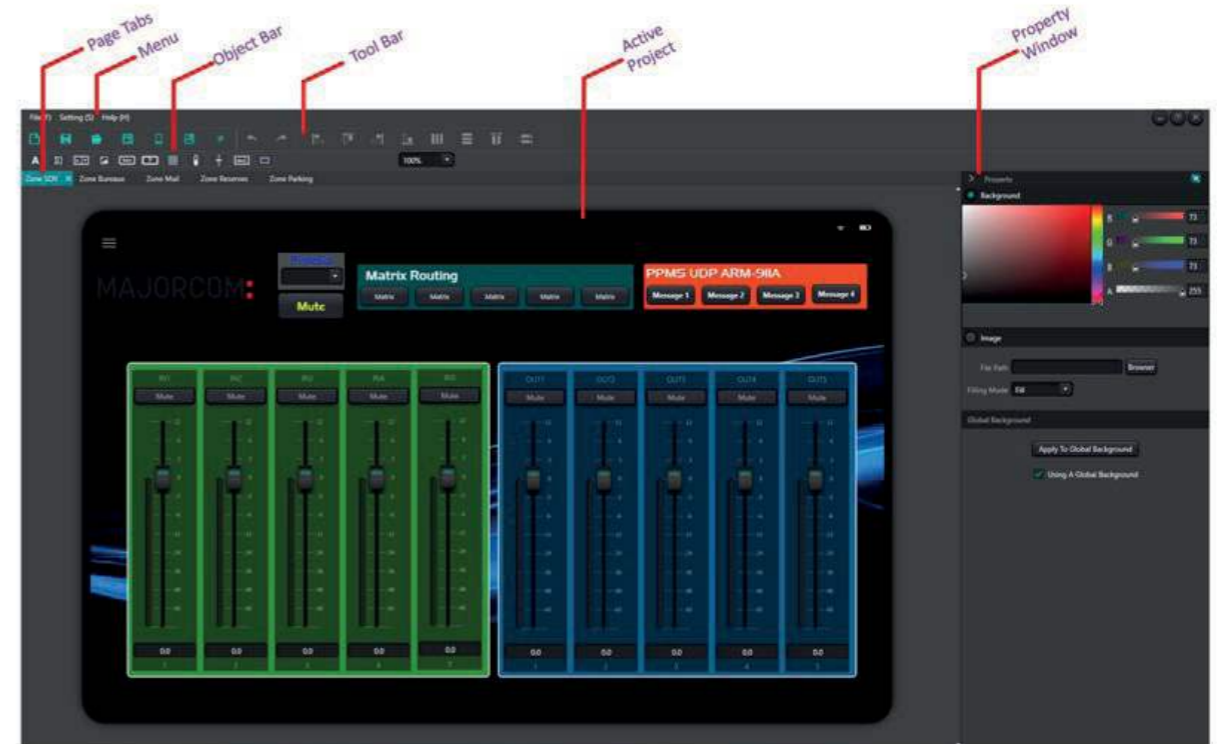 Page Tabs
Menu
Object Bar
Tool Bar
Active
Project
Property
Window
File(F) Setting (S) Help (H)
A
100%
Zone SON X Zone Bureaux Zone Mail Zone Reserves Zone Parking
Property
Background
R 73
G 73
B 73
A 255
MAJORCOM:
Mute
Matrix Routing
Matrix Matrix Matrix Matrix Matrix
PPMS UDP ARM-911A
Message 1 Message 2 Message 3 Message 4
Image
File Path Browser
Filling Mode Fill
Global Background
Apply To Global Background
Using A Global Background
IN1 IN2 IN3 IN4 IN5 OUT1 OUT2 OUT3 OUT4 OUT5
Mute Mute Mute Mute Mute Mute Mute Mute Mute Mute
0.0 0.0 0.0 0.0 0.0 0.0 0.0 0.0 0.0 0.0
1 2 3 4 5 1 2 3 4 5